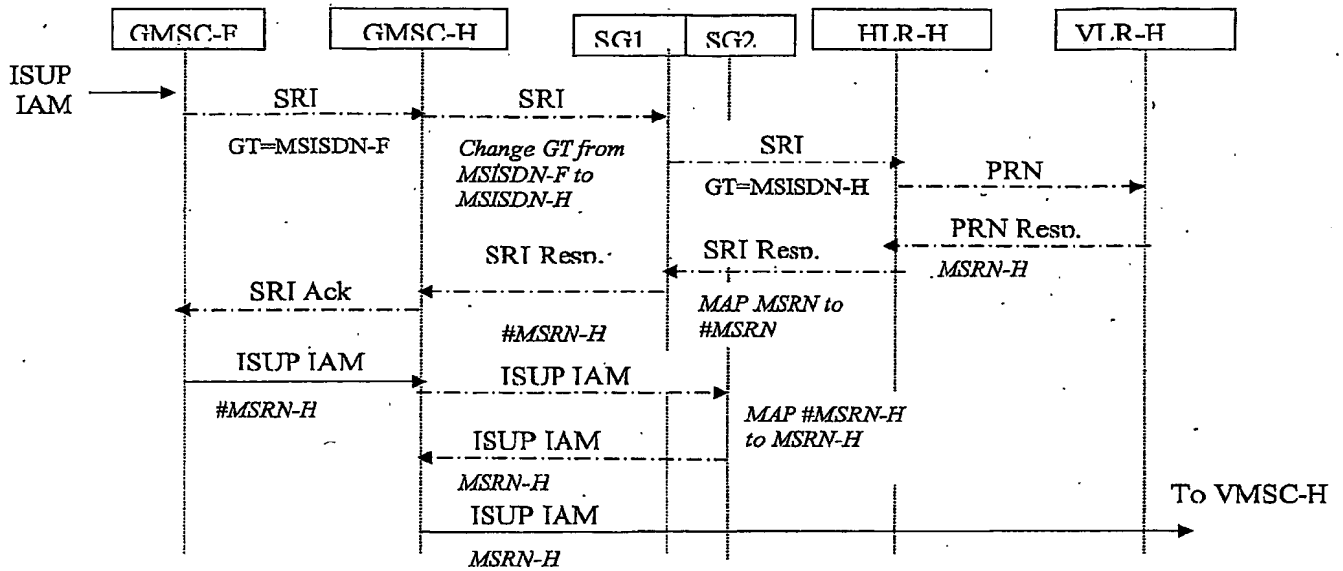 GMSC-F GMSC-H SG1 SG2 HLR-H VLR-H
ISUP
IAM
SRI
GT=MSISDN-F
SRI
Change GT from
MSISDN-F to
MSISDN-H
SRI
GT=MSISDN-H
PRN
PRN Resp.
MSRN-H
SRI Resp.
MAP MSRN to
#MSRN
SRI Resp.
#MSRN-H
SRI Ack
ISUP IAM
#MSRN-H
ISUP IAM
MAP #MSRN-H
to MSRN-H
ISUP IAM
MSRN-H
ISUP IAM
MSRN-H
To VMSC-H